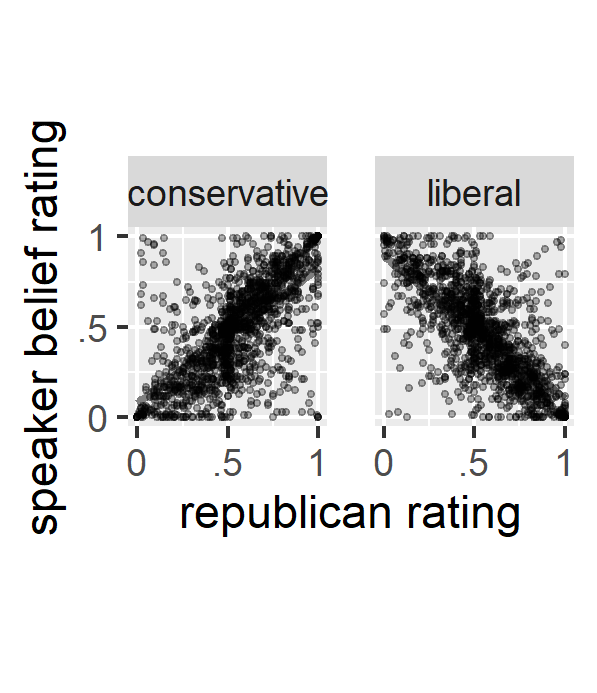 conservative
liberal
speaker belief rating
1
.5
0
0
.5
1
0
.5
1
republican rating